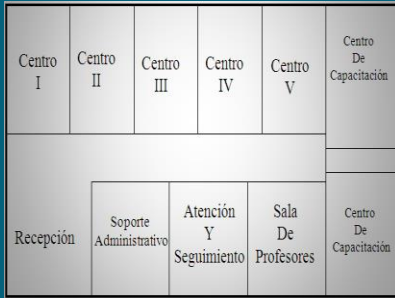 Centro
I
Centro
II
Centro
III
Centro
IV
Centro
V
Centro
De
Capacitación
Recepción
Soporte
Administrativo
Atención
Y
Seguimiento
Sala
De
Profesores
Centro
De
Capacitación